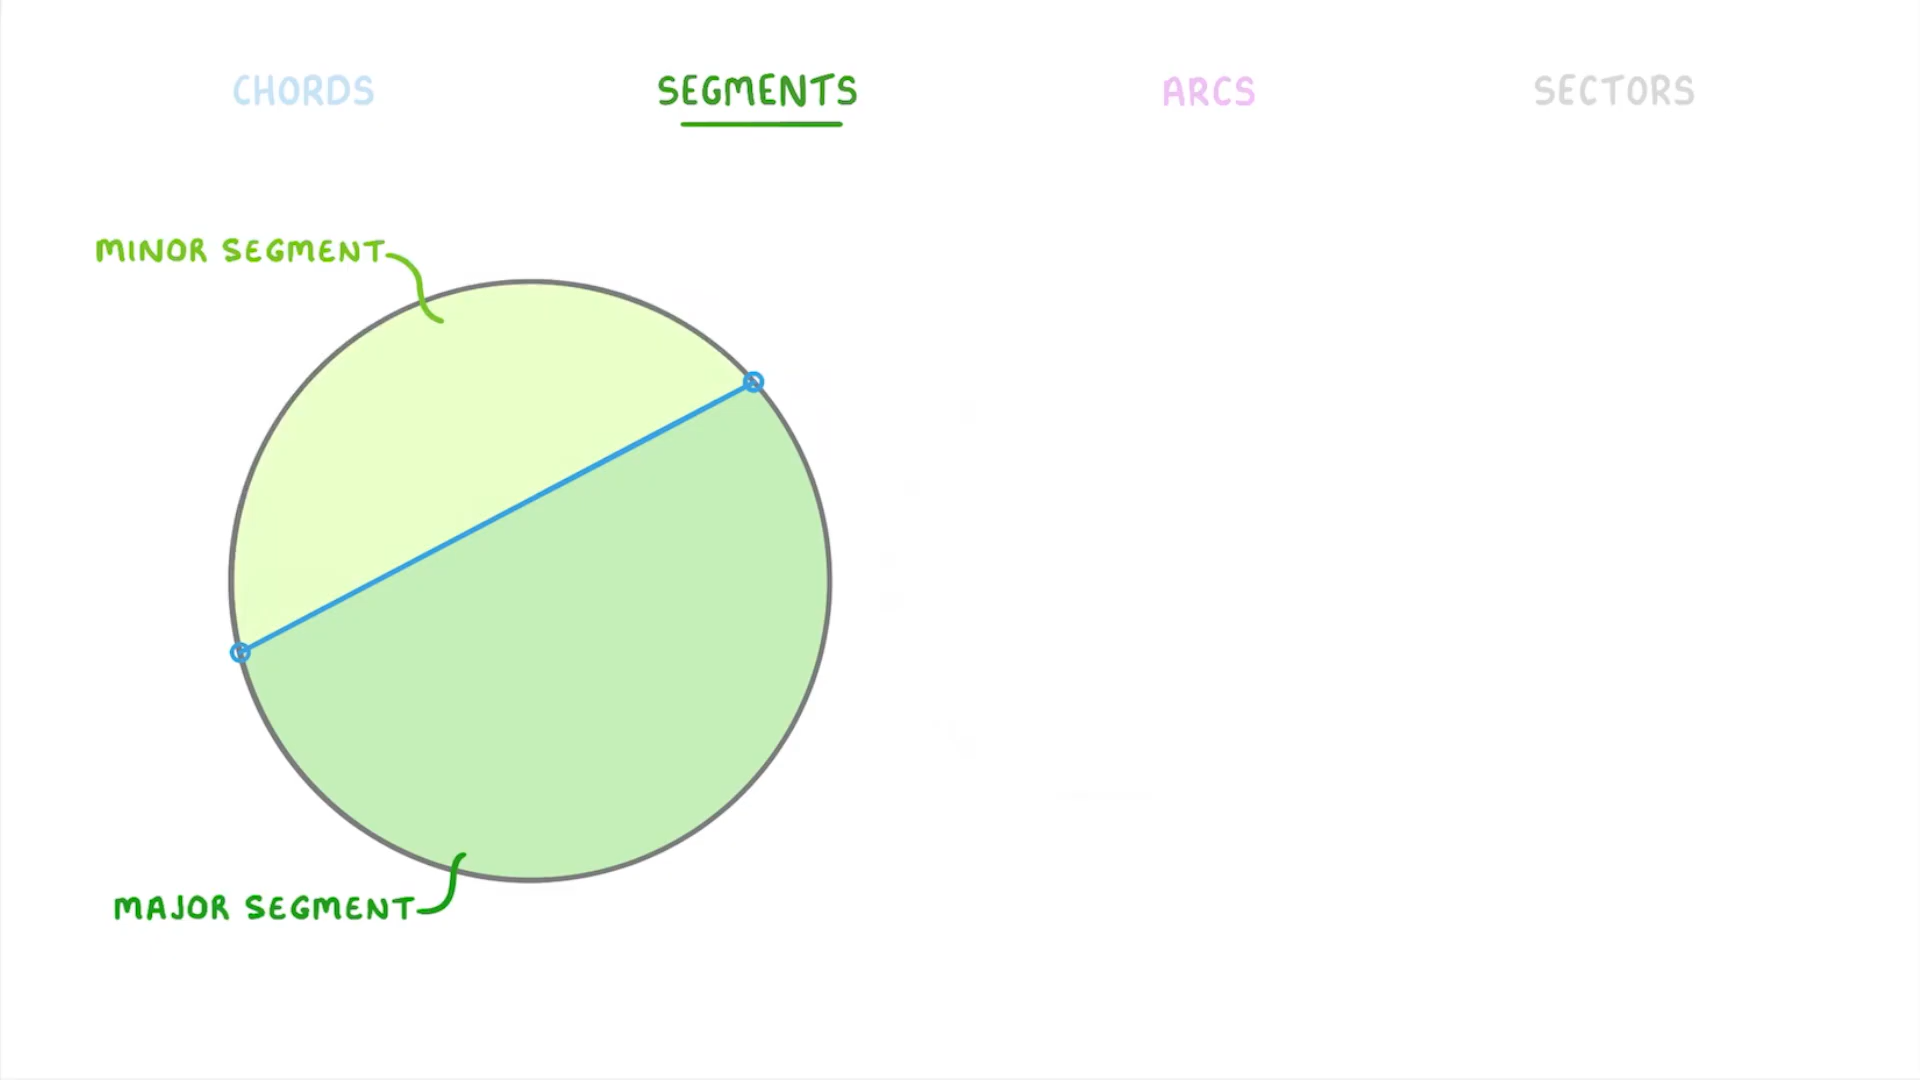 CHORDS
SEGMENTS
ARCS
SECTORS
MINOR SEGMENT
MAJOR SEGMENT